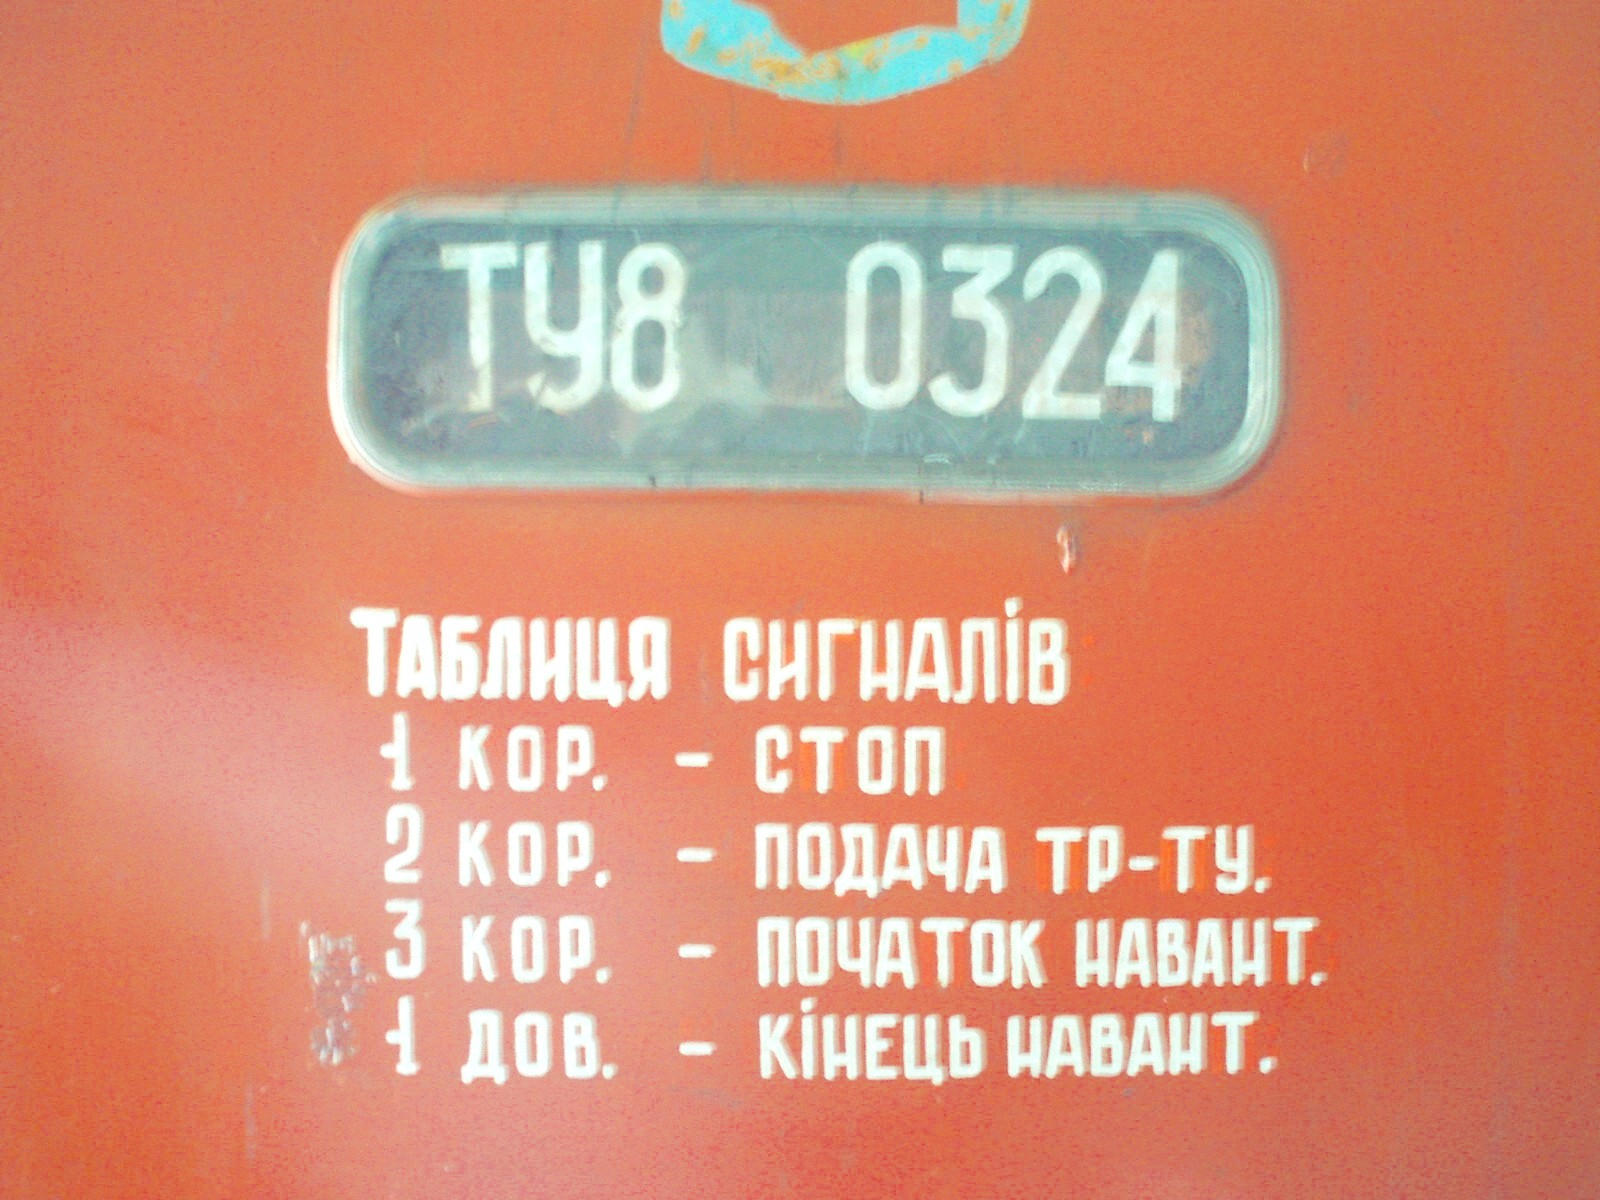 ТУ8 0324
ТАБЛИЦЯ СИГНАЛІВ
1 КОР. - СТОП
2 КОР. - ПОДАЧА ТР-ТУ.
3 КОР. - ПОЧАТОК НАВАНТ.
1 ДОВ. - КІНЕЦЬ НАВАНТ.